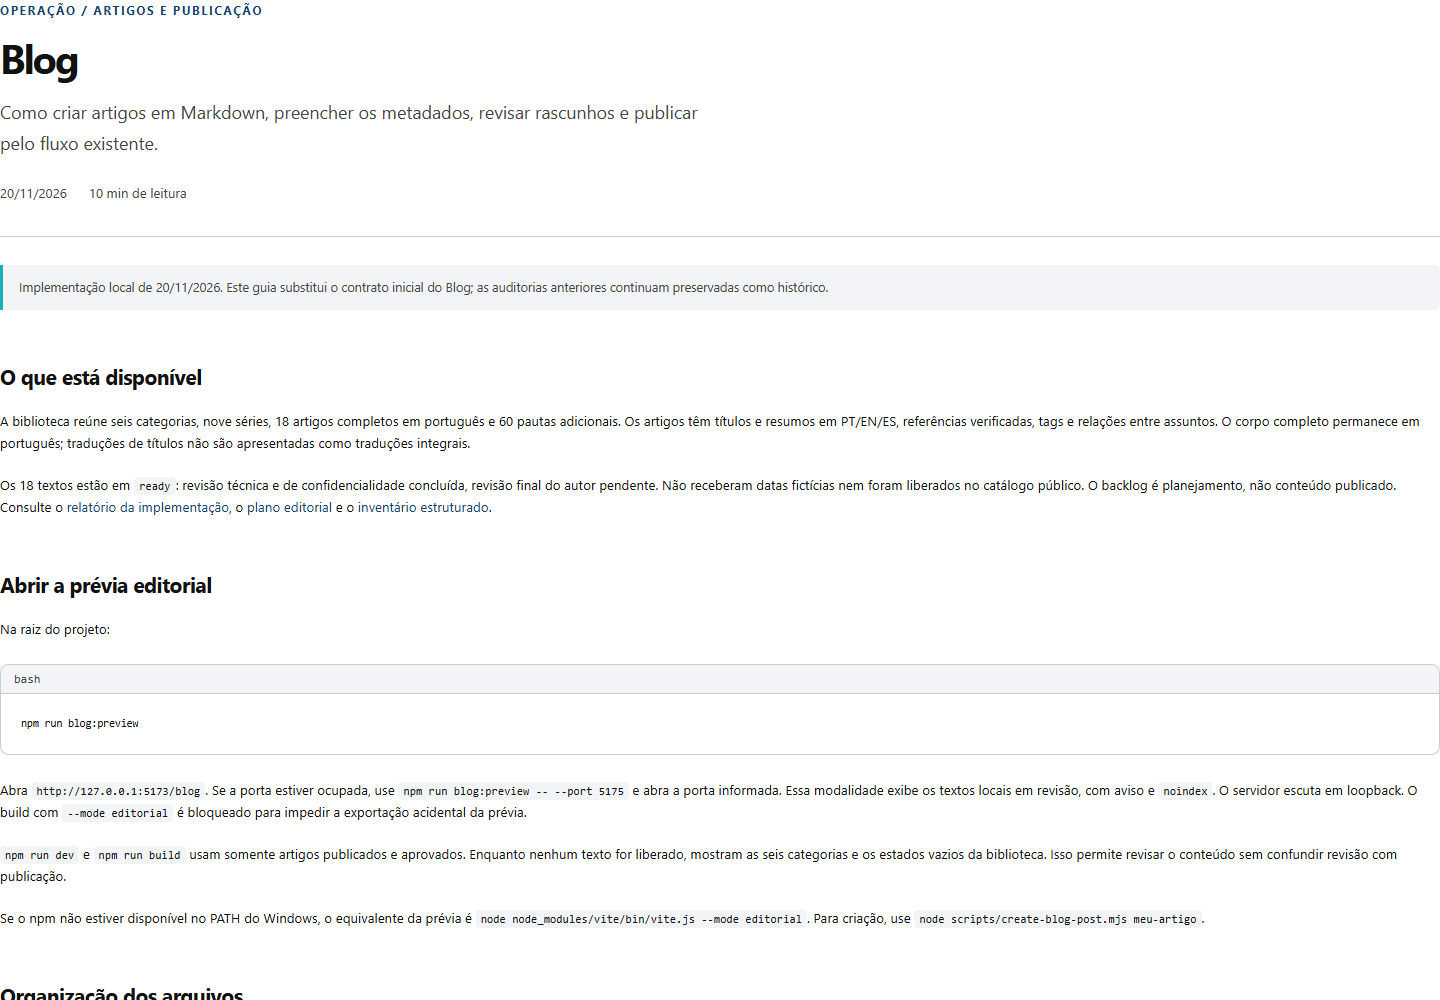 OPERAÇÃO / ARTIGOS E PUBLICAÇÃO
Blog
Como criar artigos em Markdown, preencher os metadados, revisar rascunhos e publicar
pelo fluxo existente.
20/11/2026 10 min de leitura
Implementação local de 20/11/2026. Este guia substitui o contrato inicial do Blog; as auditorias anteriores continuam preservadas como histórico.
O que está disponível
A biblioteca reúne seis categorias, nove séries, 18 artigos completos em português e 60 pautas adicionais. Os artigos têm títulos e resumos em PT/EN/ES, referências verificadas, tags e relações entre assuntos. O corpo completo permanece em
português; traduções de títulos não são apresentadas como traduções integrais.
Os 18 textos estão em ready: revisão técnica e de confidencialidade concluída, revisão final do autor pendente. Não receberam datas fictícias nem foram liberados no catálogo público. O backlog é planejamento, não conteúdo publicado.
Consulte o relatório da implementação, o plano editorial e o inventário estruturado.
Abrir a prévia editorial
Na raiz do projeto:
bash
npm run blog:preview
Abra http://127.0.0.1:5173/blog. Se a porta estiver ocupada, use npm run blog:preview -- --port 5175 e abra a porta informada. Essa modalidade exibe os textos locais em revisão, com aviso e noindex. O servidor escuta em loopback. O
build com --mode editorial é bloqueado para impedir a exportação acidental da prévia.
npm run dev e npm run build usam somente artigos publicados e aprovados. Enquanto nenhum texto for liberado, mostram as seis categorias e os estados vazios da biblioteca. Isso permite revisar o conteúdo sem confundir revisão com
publicação.
Se o npm não estiver disponível no PATH do Windows, o equivalente da prévia é node node_modules/vite/bin/vite.js --mode editorial. Para criação, use node scripts/create-blog-post.mjs meu-artigo.
Organização dos arquivos